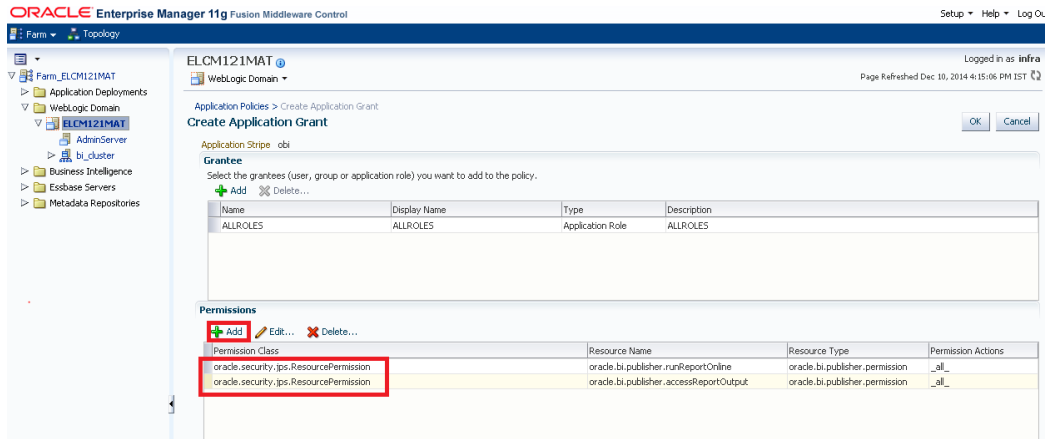 ORACLE Enterprise Manager 11g Fusion Middleware Control
Setup Help Log Ou
Farm Topology
Farm_ELCM121MAT
Application Deployments
WebLogic Domain
ELCM121MAT
AdminServer
bi_cluster
Business Intelligence
Essbase Servers
Metadata Repositories
ELCM121MAT
Logged in as infra
WebLogic Domain
Page Refreshed Dec 10, 2014 4:15:06 PM IST
Application Policies > Create Application Grant
Create Application Grant
OK Cancel
Application Stripe obi
Grantee
Select the grantees (user, group or application role) you want to add to the policy.
Add Delete...
Name Display Name Type Description
ALLROLES ALLROLES Application Role ALLROLES
Permissions
Add Edit... Delete...
Permission Class Resource Name Resource Type Permission Actions
oracle.security.jps.ResourcePermission oracle.bi.publisher.runReportOnline oracle.bi.publisher.permission _all_
oracle.security.jps.ResourcePermission oracle.bi.publisher.accessReportOutput oracle.bi.publisher.permission _all_